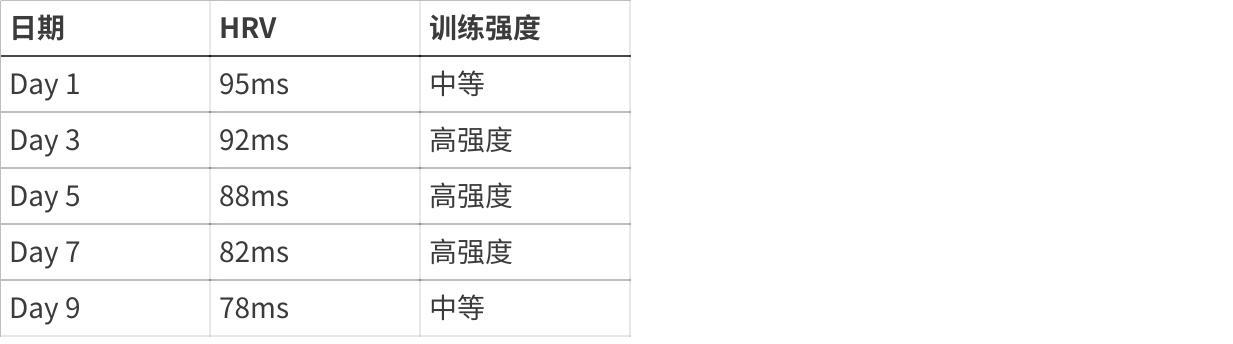 日期 HRV 训练强度
Day 1 95ms 中等
Day 3 92ms 高强度
Day 5 88ms 高强度
Day 7 82ms 高强度
Day 9 78ms 中等